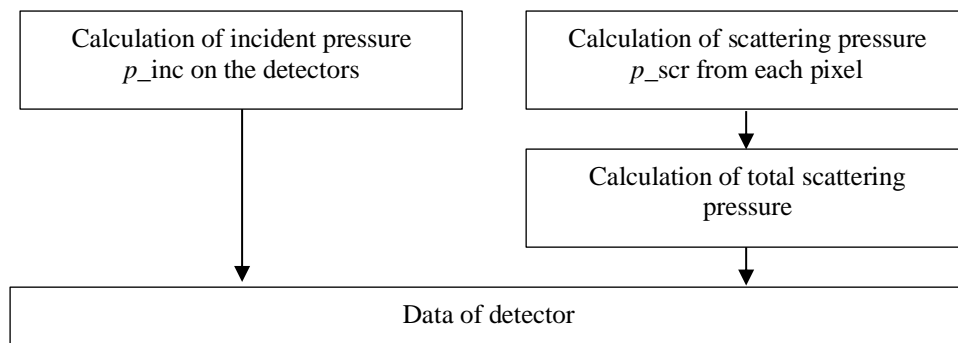 Calculation of incident pressure
p_inc on the detectors
Calculation of scattering pressure
p_scr from each pixel
Calculation of total scattering
pressure
Data of detector